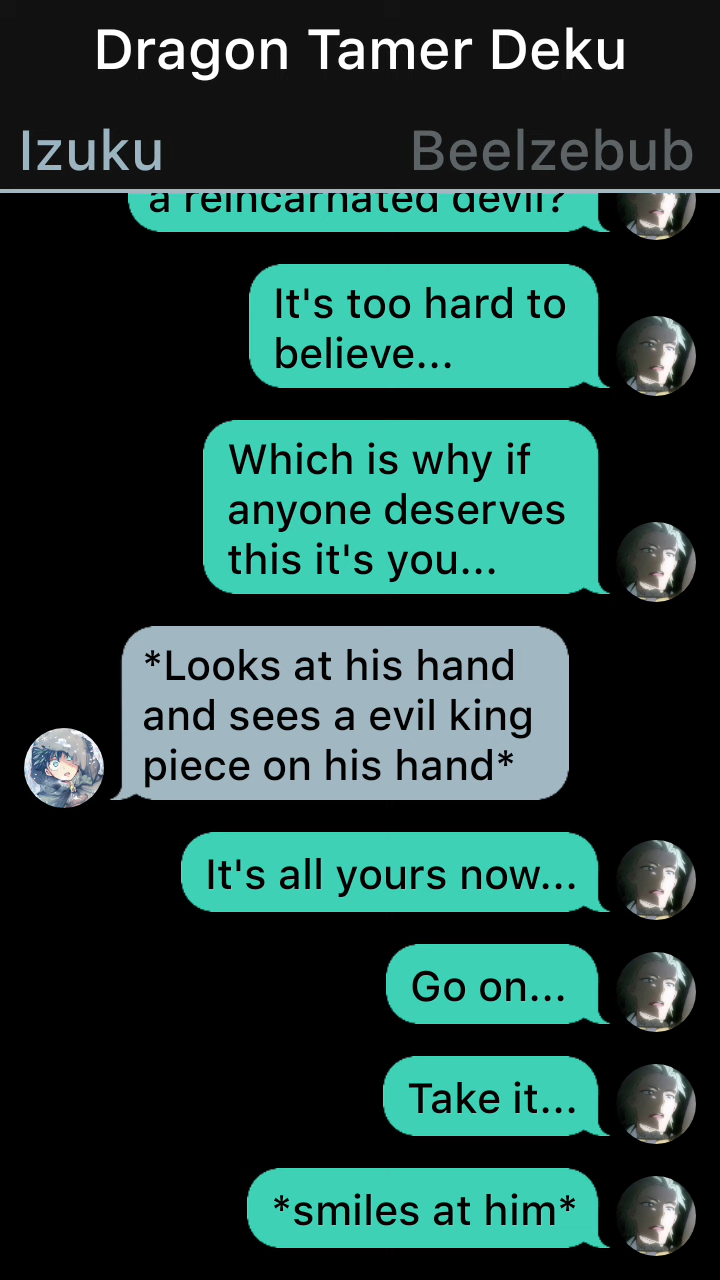 Dragon Tamer Deku
Izuku
Beelzebub
a reincarnated devil?
It's too hard to
believe...
Which is why if
anyone deserves
this it's you...
*Looks at his hand
and sees a evil king
piece on his hand*
It's all yours now...
Go on...
Take it...
*smiles at him*